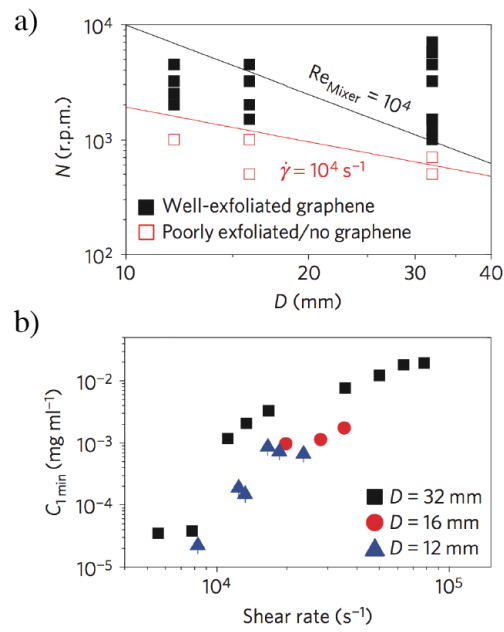 a)
10⁴
10³
10²
N (r.p.m.)
Re_Mixer = 10⁴
γ̇ = 10⁴ s⁻¹
Well-exfoliated graphene
Poorly exfoliated/no graphene
10 20 30 40
D (mm)
b)
10⁻²
10⁻³
10⁻⁴
10⁻⁵
C₁ min (mg ml⁻¹)
D = 32 mm
D = 16 mm
D = 12 mm
10⁴ 10⁵
Shear rate (s⁻¹)